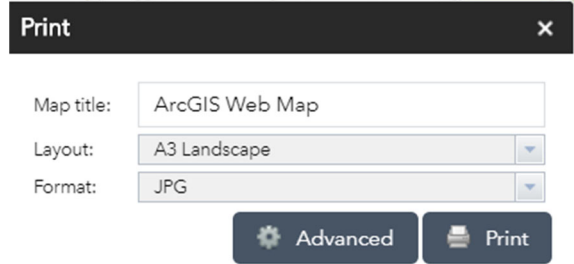 Print ×
Map title: ArcGIS Web Map
Layout: A3 Landscape
Format: JPG
Advanced Print